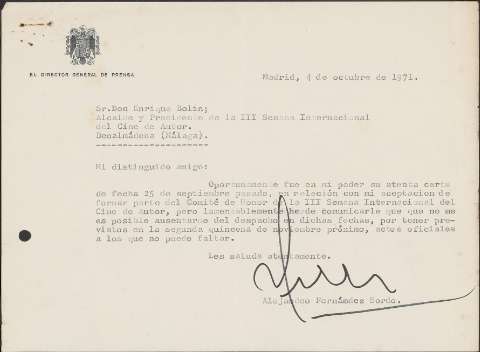 EL DIRECTOR GENERAL DE PRENSA
Madrid, 4 de octubre de 1971.
Sr.Don Enrique Bolin;
Alcalde y Presidente de la III Semana Internacional
del Cine de Autor.
Benalmádena (Málaga).
Mi distinguido amigo:
Oportunamente fue en mi poder su atenta carta
de fecha 25 de septiembre pasado, en relación con mi aceptacion de
formar parte del Comité de Honor de la III Semana Internacional del
Cine de Autor, pero lamentablemente he de comunicarle que que no me
es posible ausentarme del despacho en dichas fechas, por tener pre-
vistos en la segunda quincena de noviembre próximo, actos oficiales
a los que no puedo faltar.
Les saluda atentamente.
Alejandro Fernández Sordo.